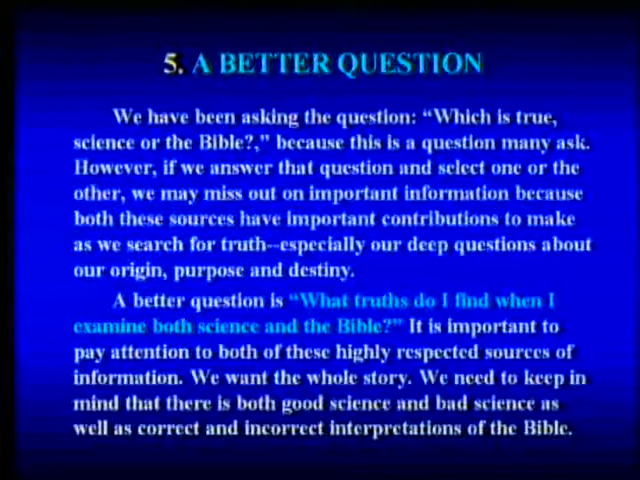 5. A BETTER QUESTION
We have been asking the question: “Which is true,
science or the Bible?,” because this is a question many ask.
However, if we answer that question and select one or the
other, we may miss out on important information because
both these sources have important contributions to make
as we search for truth--especially our deep questions about
our origin, purpose and destiny.
A better question is “What truths do I find when I
examine both science and the Bible?” It is important to
pay attention to both of these highly respected sources of
information. We want the whole story. We need to keep in
mind that there is both good science and bad science as
well as correct and incorrect interpretations of the Bible.